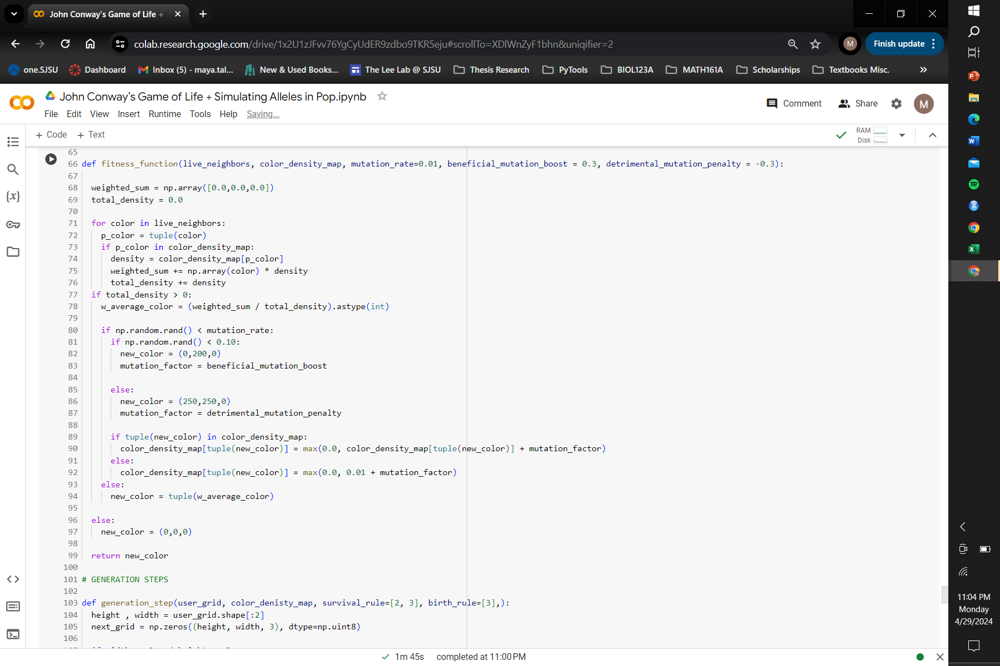 John Conway’s Game of Life +
colab.research.google.com/drive/1x2U1zJFvv76YgCyUdER9zdbo9TKR5eju#scrollTo=XDlWnZyF1bhn&uniqifier=2
M
Finish update
one.SJSU
Dashboard
Inbox (5) - maya.tal...
New & Used Books...
The Lee Lab @ SJSU
Thesis Research
PyTools
BIOL123A
MATH161A
Scholarships
Textbooks Misc.
John Conway’s Game of Life + Simulating Alleles in Pop.ipynb
File Edit View Insert Runtime Tools Help Saving...
Comment
Share
M
+ Code + Text
RAM
Disk
65
66 def fitness_function(live_neighbors, color_density_map, mutation_rate=0.01, beneficial_mutation_boost = 0.3, detrimental_mutation_penalty = -0.3):
67
68 weighted_sum = np.array([0.0,0.0,0.0])
69 total_density = 0.0
70
71 for color in live_neighbors:
72 p_color = tuple(color)
73 if p_color in color_density_map:
74 density = color_density_map[p_color]
75 weighted_sum += np.array(color) * density
76 total_density += density
77 if total_density > 0:
78 w_average_color = (weighted_sum / total_density).astype(int)
79
80 if np.random.rand() < mutation_rate:
81 if np.random.rand() < 0.10:
82 new_color = (0,200,0)
83 mutation_factor = beneficial_mutation_boost
84
85 else:
86 new_color = (250,250,0)
87 mutation_factor = detrimental_mutation_penalty
88
89 if tuple(new_color) in color_density_map:
90 color_density_map[tuple(new_color)] = max(0.0, color_density_map[tuple(new_color)] + mutation_factor)
91 else:
92 color_density_map[tuple(new_color)] = max(0.0, 0.01 + mutation_factor)
93 else:
94 new_color = tuple(w_average_color)
95
96 else:
97 new_color = (0,0,0)
98
99 return new_color
100
101 # GENERATION STEPS
102
103 def generation_step(user_grid, color_denisty_map, survival_rule=[2, 3], birth_rule=[3],):
104 height , width = user_grid.shape[:2]
105 next_grid = np.zeros((height, width, 3), dtype=np.uint8)
106
1m 45s completed at 11:00 PM
11:04 PM
Monday
4/29/2024